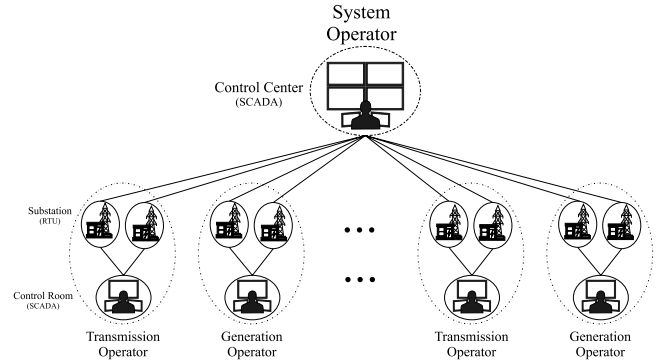 System
Operator
Control Center
(SCADA)
Substation
(RTU)
Control Room
(SCADA)
Transmission
Operator
Generation
Operator
Transmission
Operator
Generation
Operator